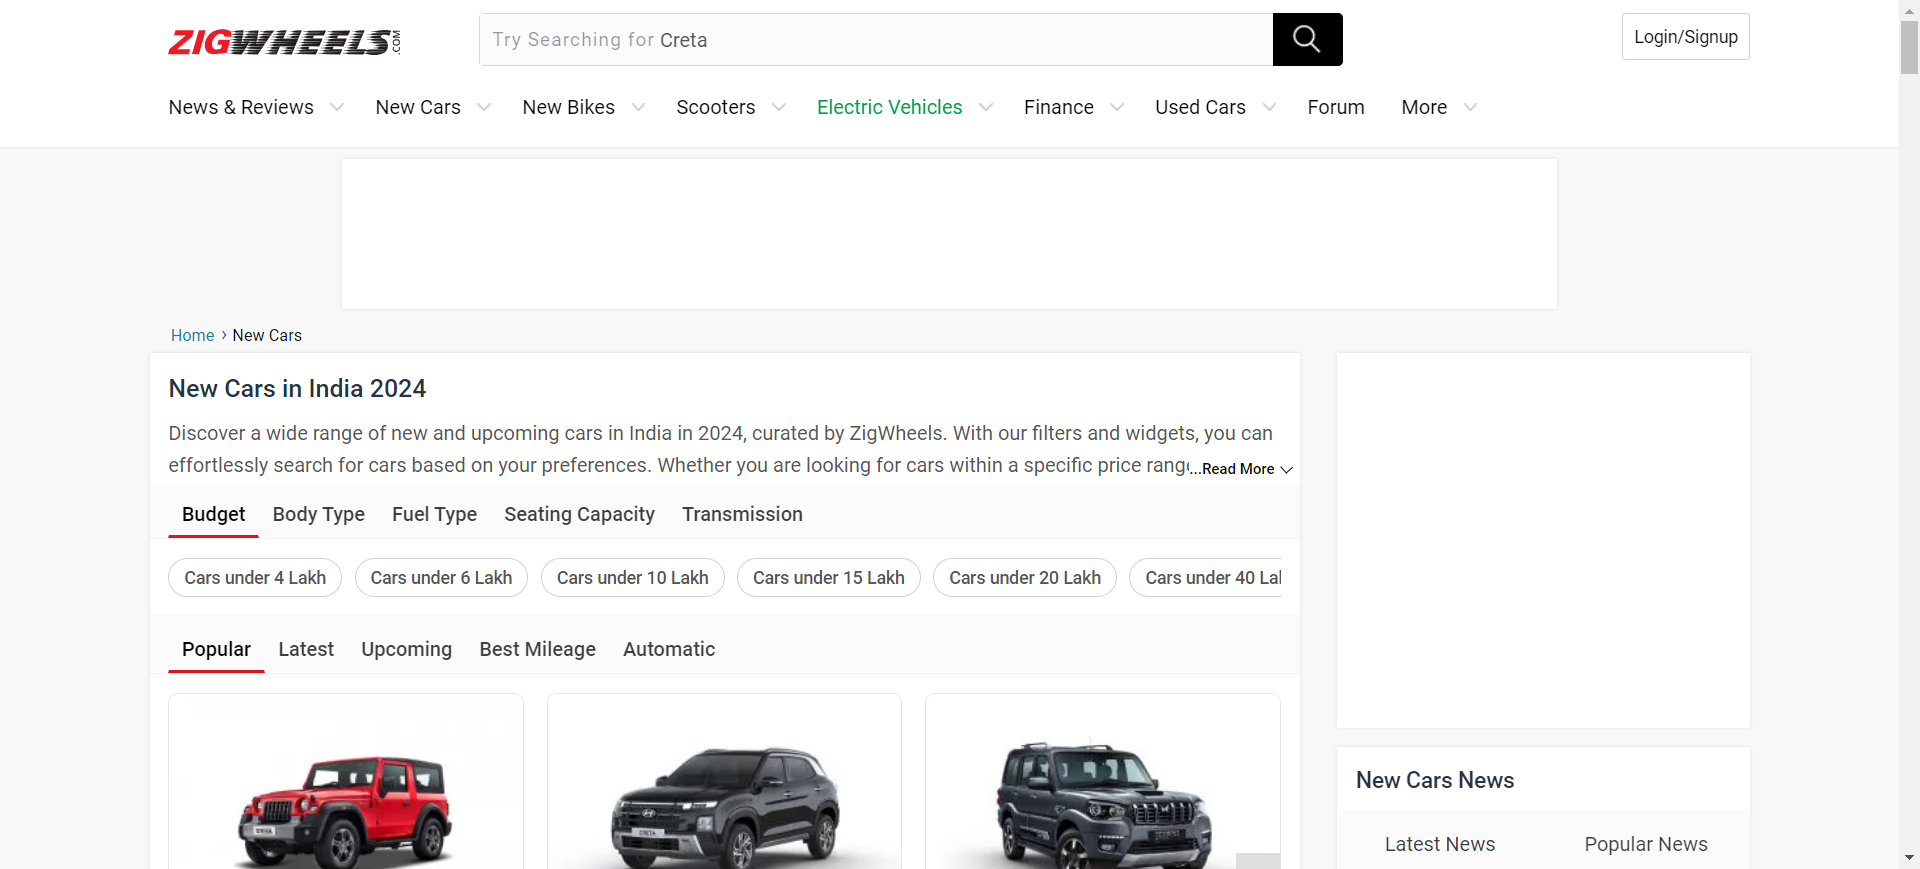 ZIGWHEELS.COM
Try Searching for Creta
Login/Signup
News & Reviews
New Cars
New Bikes
Scooters
Electric Vehicles
Finance
Used Cars
Forum
More
Home › New Cars
New Cars in India 2024
Discover a wide range of new and upcoming cars in India in 2024, curated by ZigWheels. With our filters and widgets, you can
effortlessly search for cars based on your preferences. Whether you are looking for cars within a specific price range ...Read More
Budget
Body Type
Fuel Type
Seating Capacity
Transmission
Cars under 4 Lakh
Cars under 6 Lakh
Cars under 10 Lakh
Cars under 15 Lakh
Cars under 20 Lakh
Cars under 40 Lal
Popular
Latest
Upcoming
Best Mileage
Automatic
CRETA
New Cars News
Latest News
Popular News